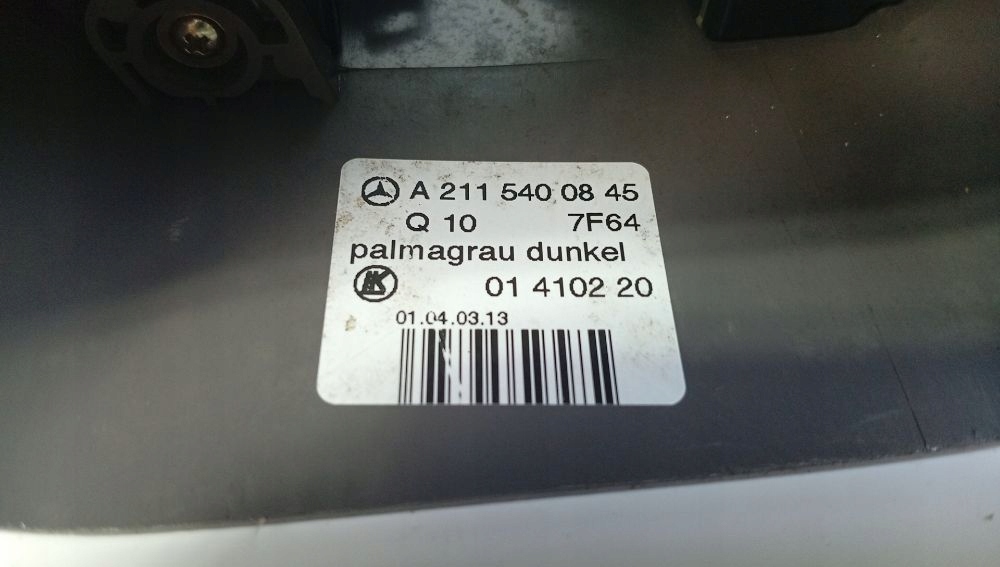 A 211 540 08 45
Q 10 7F64
palmagrau dunkel
01 4102 20
01.04.03.13